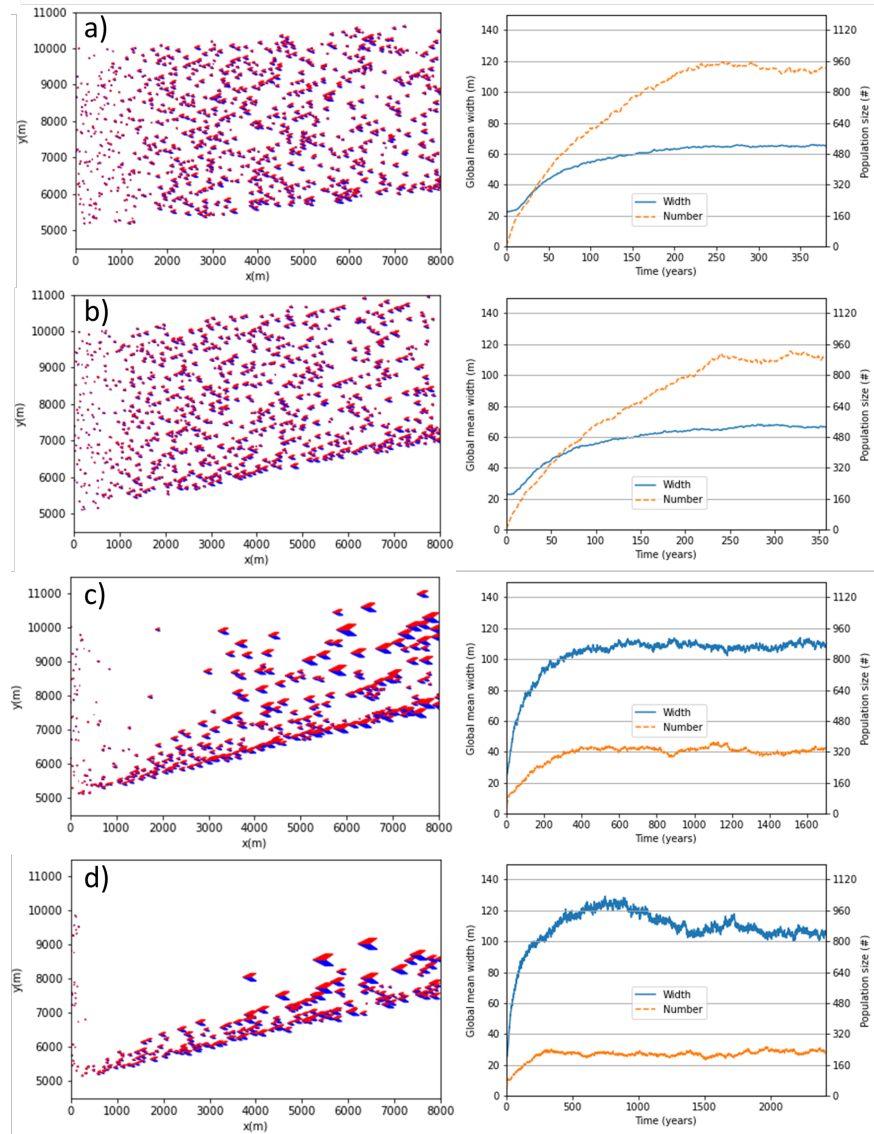 a)
11000
10000
9000
8000
7000
6000
5000
y(m)
0 1000 2000 3000 4000 5000 6000 7000 8000
x(m)
140
120
100
80
60
40
20
0
Global mean width (m)
1120
960
800
640
480
320
160
0
Population size (#)
Width
Number
0 50 100 150 200 250 300 350
Time (years)
b)
11000
10000
9000
8000
7000
6000
5000
y(m)
0 1000 2000 3000 4000 5000 6000 7000 8000
x(m)
140
120
100
80
60
40
20
0
Global mean width (m)
1120
960
800
640
480
320
160
0
Population size (#)
Width
Number
0 50 100 150 200 250 300 350
Time (years)
c)
11000
10000
9000
8000
7000
6000
5000
y(m)
0 1000 2000 3000 4000 5000 6000 7000 8000
x(m)
140
120
100
80
60
40
20
0
Global mean width (m)
1120
960
800
640
480
320
160
0
Population size (#)
Width
Number
0 200 400 600 800 1000 1200 1400 1600
Time (years)
d)
11000
10000
9000
8000
7000
6000
5000
y(m)
0 1000 2000 3000 4000 5000 6000 7000 8000
x(m)
140
120
100
80
60
40
20
0
Global mean width (m)
1120
960
800
640
480
320
160
0
Population size (#)
Width
Number
0 500 1000 1500 2000
Time (years)